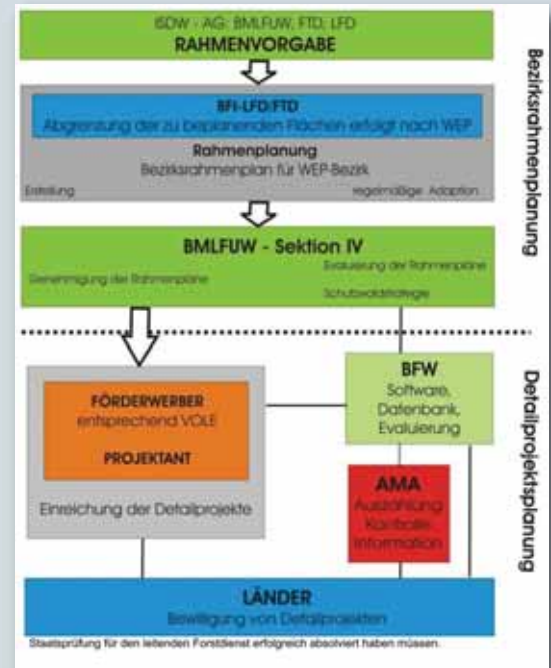 ISDW - AG: BMLFUW, FTD, LFD
RAHMENVORGABE
BFI-LFD/FTD
Abgrenzung der zu beplanenden Flächen erfolgt nach WEP
Rahmenplanung
Bezirksrahmenplan für WEP-Bezirk
Erstellung
regelmäßige Adaption
BMLFUW - Sektion IV
Evaluierung der Rahmenpläne
Genehmigung der Rahmenpläne
Schutzwaldstrategie
Bezirksrahmenplanung
BFW
Software,
Datenbank,
Evaluierung
FÖRDERWERBER
entsprechend VOLE
PROJEKTANT
Einreichung der Detailprojekte
AMA
Auszahlung
Kontrolle
Information
Detailprojektsplanung
LÄNDER
Bewilligung von Detailprojekten
Staatsprüfung für den leitenden Forstdienst erfolgreich absolviert haben müssen.